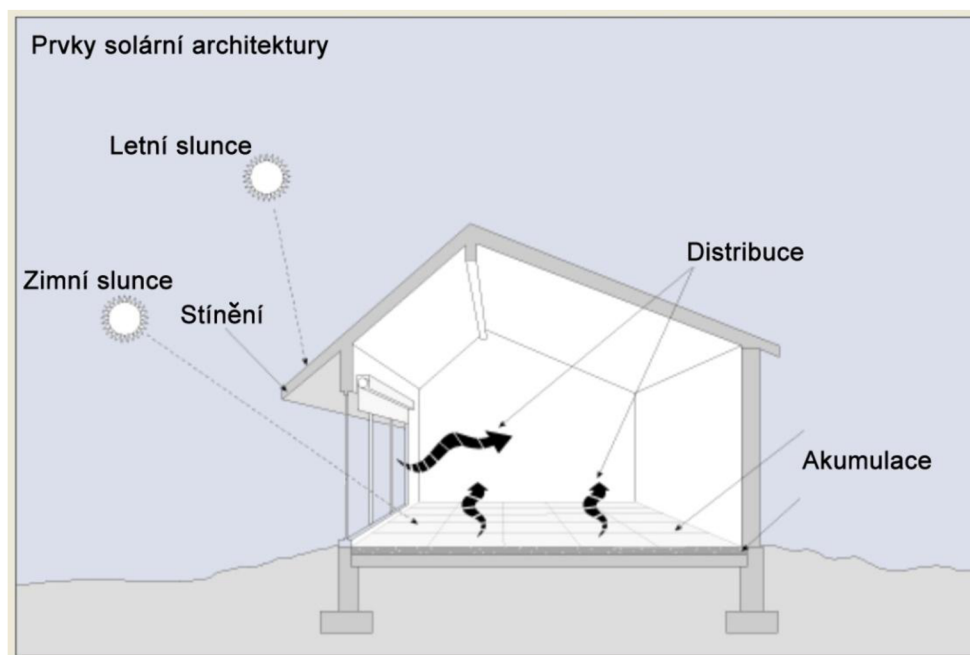 Prvky solární architektury
Letní slunce
Zimní slunce
Stínění
Distribuce
Akumulace